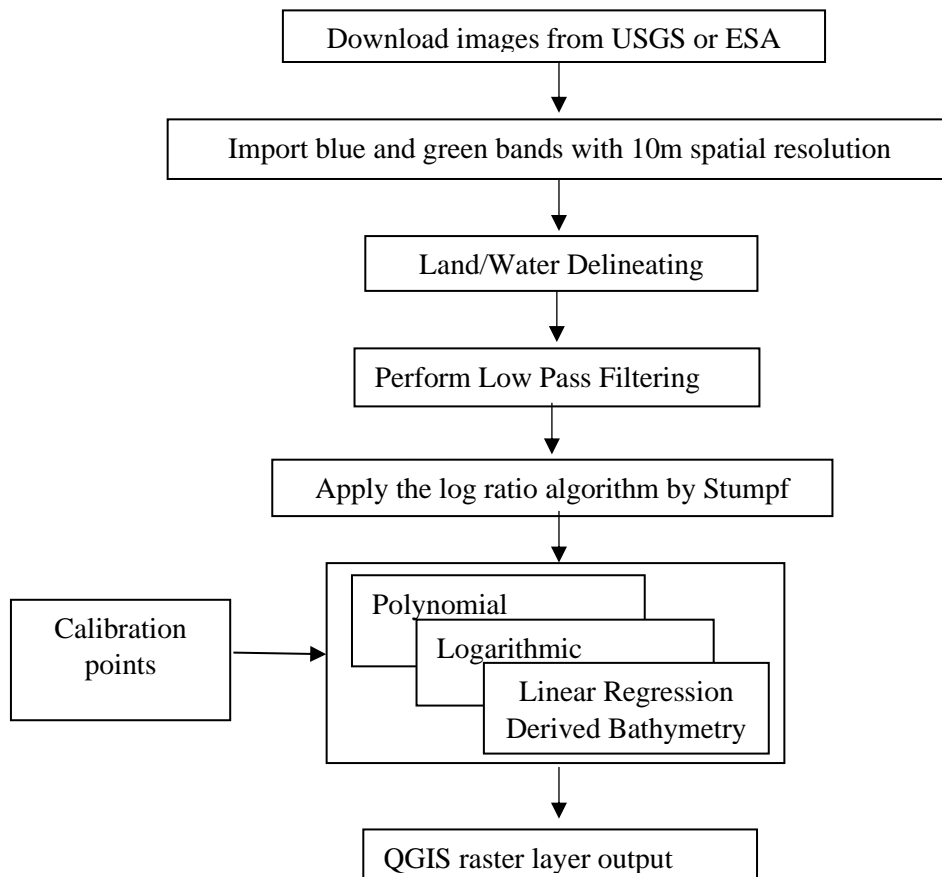 Download images from USGS or ESA
Import blue and green bands with 10m spatial resolution
Land/Water Delineating
Perform Low Pass Filtering
Apply the log ratio algorithm by Stumpf
Calibration
points
Polynomial
Logarithmic
Linear Regression
Derived Bathymetry
QGIS raster layer output